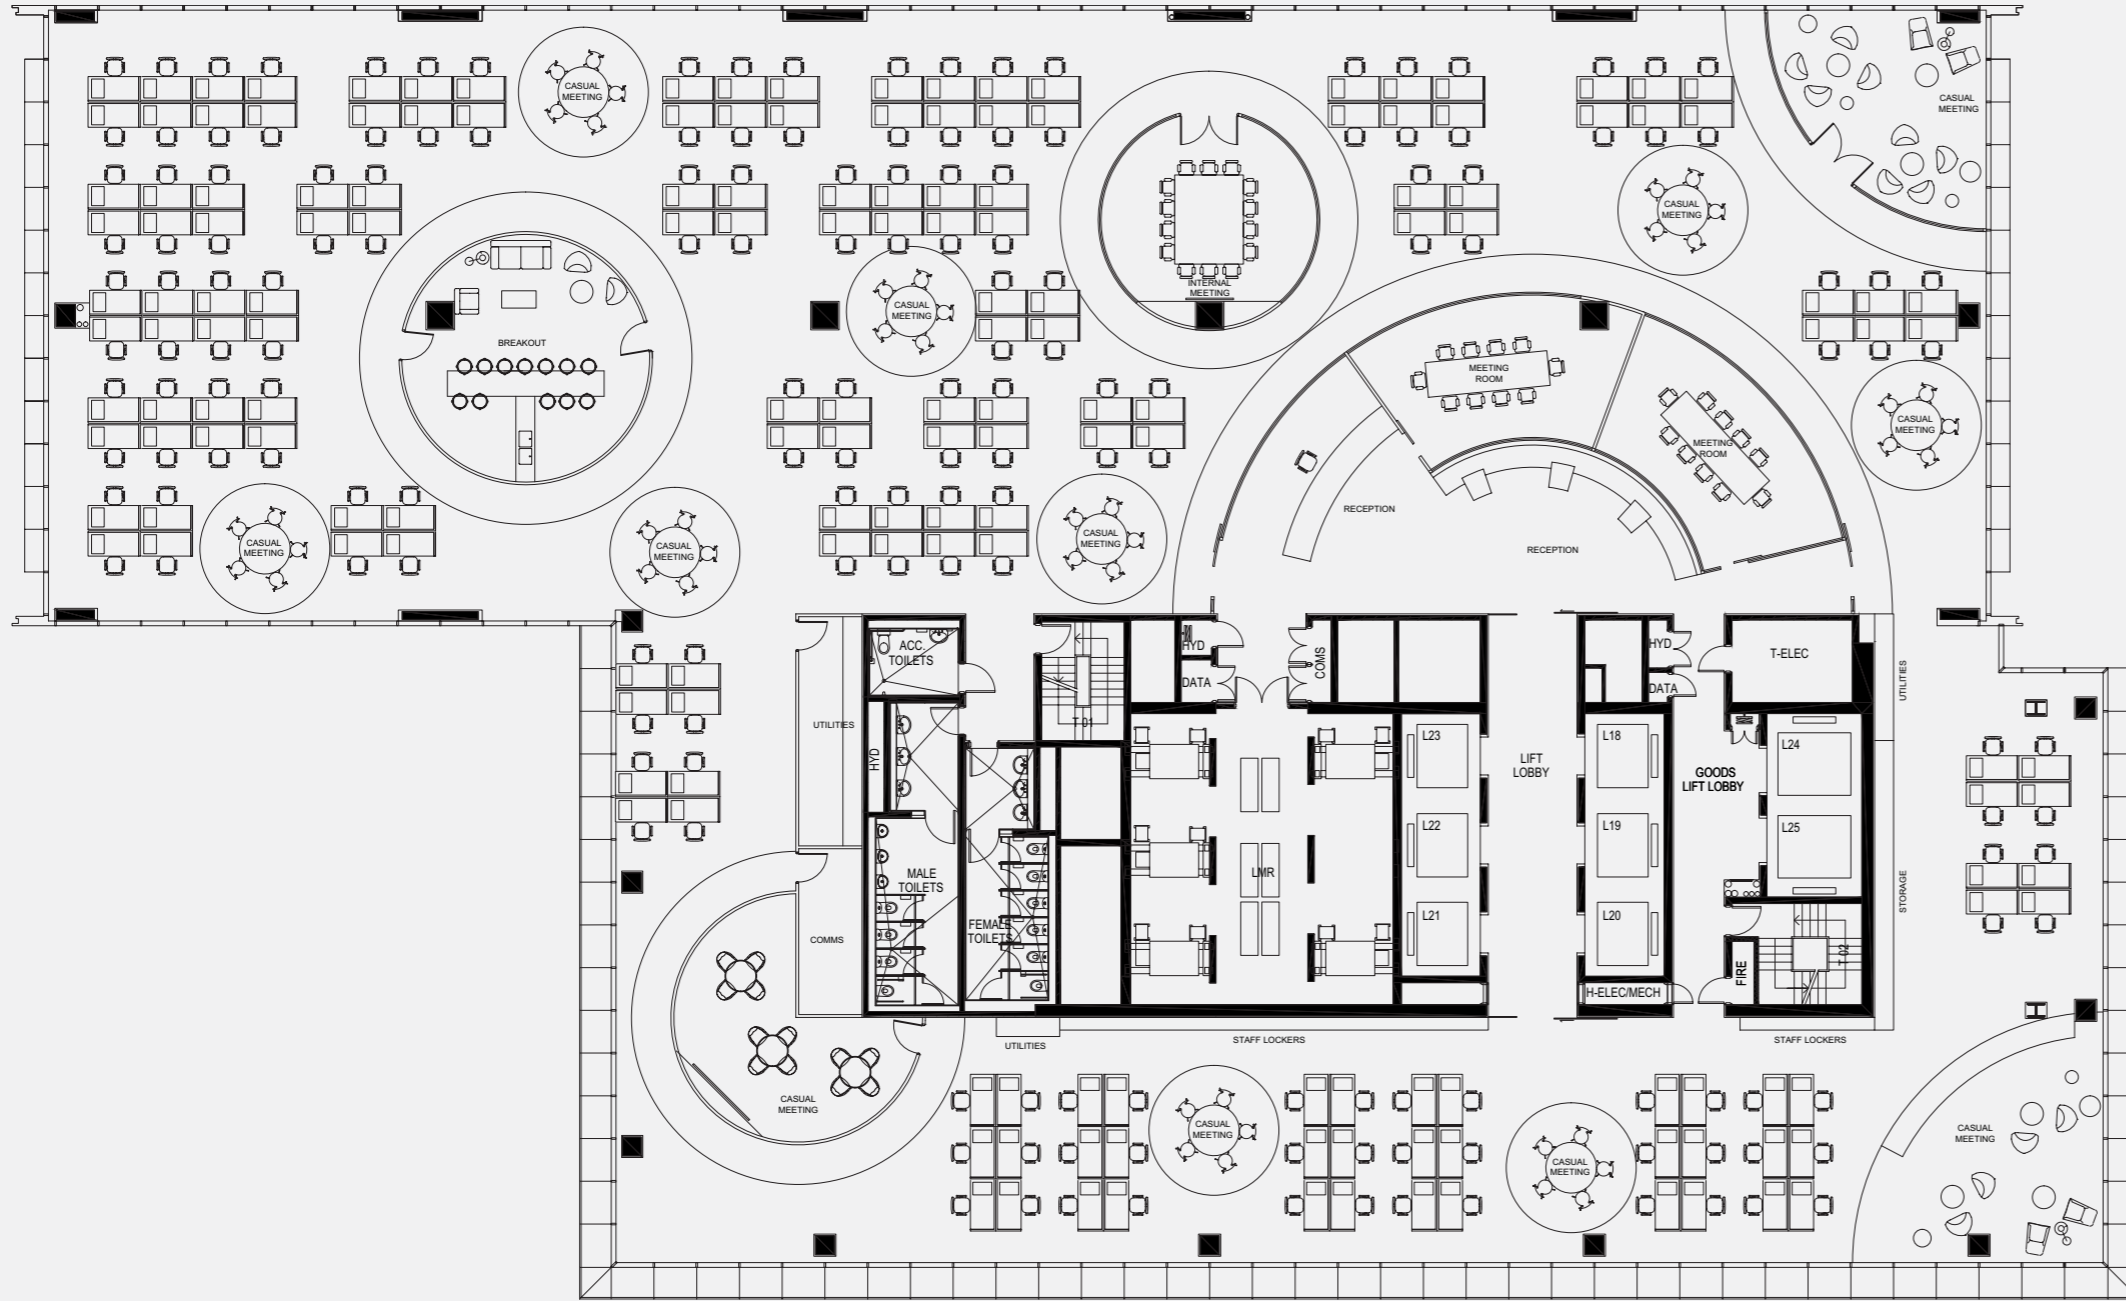 CASUAL
MEETING
CASUAL
MEETING
CASUAL
MEETING
INTERNAL
MEETING
CASUAL
MEETING
BREAKOUT
MEETING
ROOM
CASUAL
MEETING
MEETING
ROOM
RECEPTION
CASUAL
MEETING
CASUAL
MEETING
CASUAL
MEETING
RECEPTION
ACC.
TOILETS
HYD
DATA
COMS
HYD
DATA
T-ELEC
UTILITIES
UTILITIES
T 01
HYD
L23
LIFT
LOBBY
L18
GOODS
LIFT LOBBY
L24
L22
L19
L25
MALE
TOILETS
LMR
STORAGE
L21
L20
FEMALE
TOILETS
COMMS
T 02
FIRE
H-ELEC/MECH
UTILITIES
STAFF LOCKERS
STAFF LOCKERS
CASUAL
MEETING
CASUAL
MEETING
CASUAL
MEETING
CASUAL
MEETING